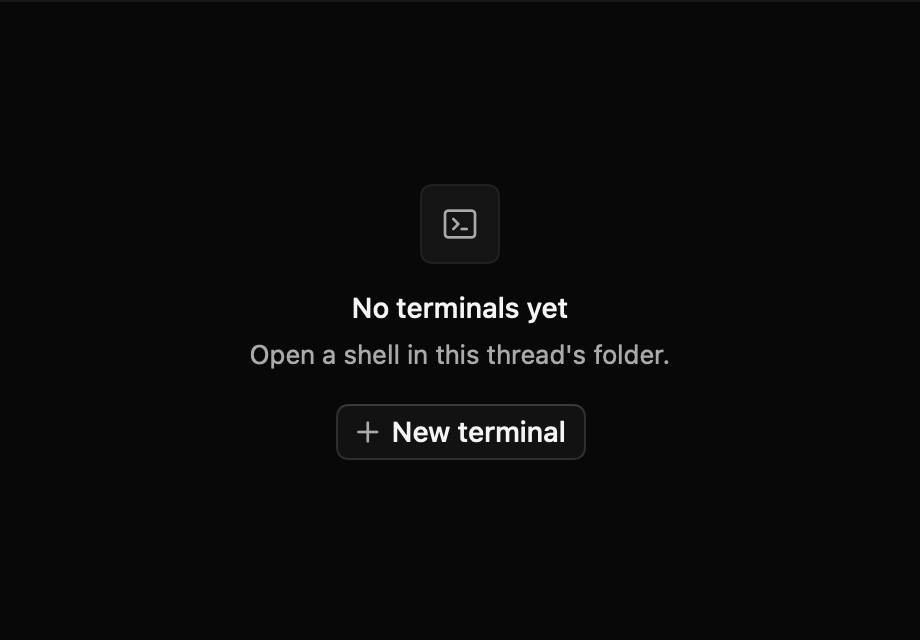 No terminals yet
Open a shell in this thread's folder.
New terminal